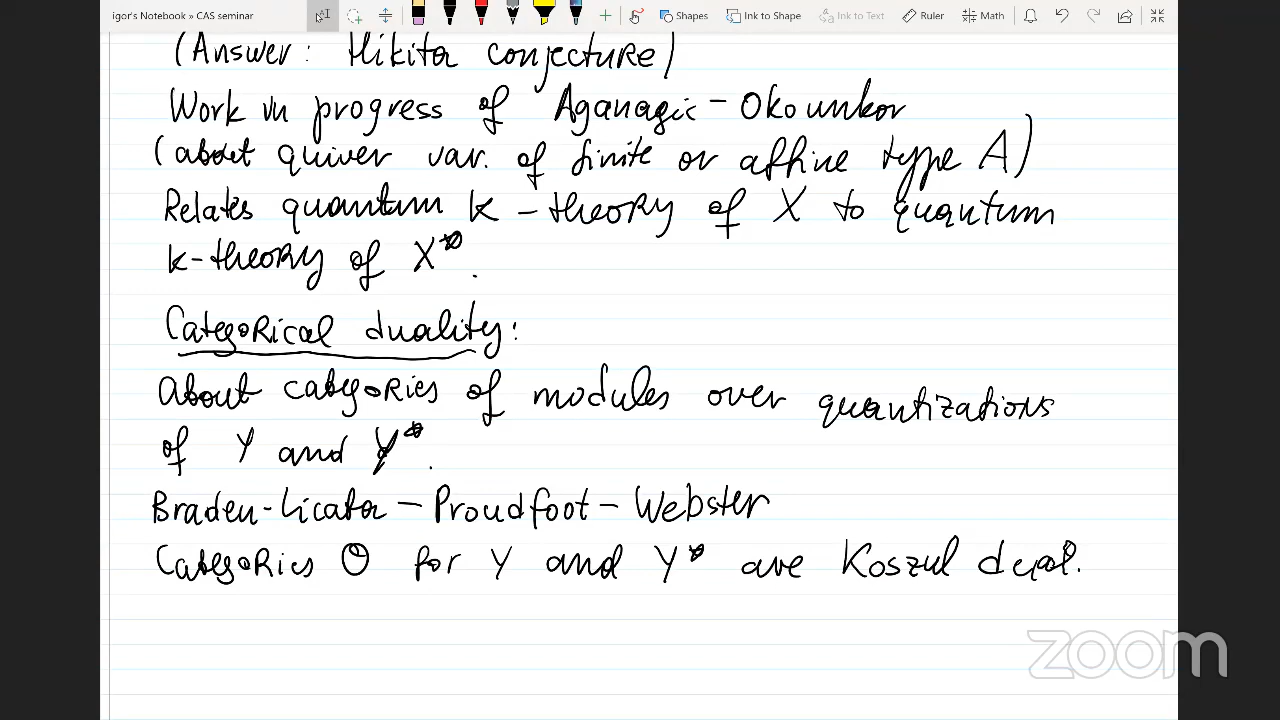 igor's Notebook » CAS seminar
Shapes Ink to Shape Ink to Text Ruler Math
(Answer: Hikita conjecture)
Work in progress of Aganagic - Okounkov
(about quiver var. of finite or affine type A)
Relates quantum K-theory of X to quantum
K-theory of X*.
Categorical duality:
About categories of modules over quantizations
of Y and Y*.
Braden-Licata - Proudfoot - Webster
Categories O for Y and Y* are Koszul dual.
zoom